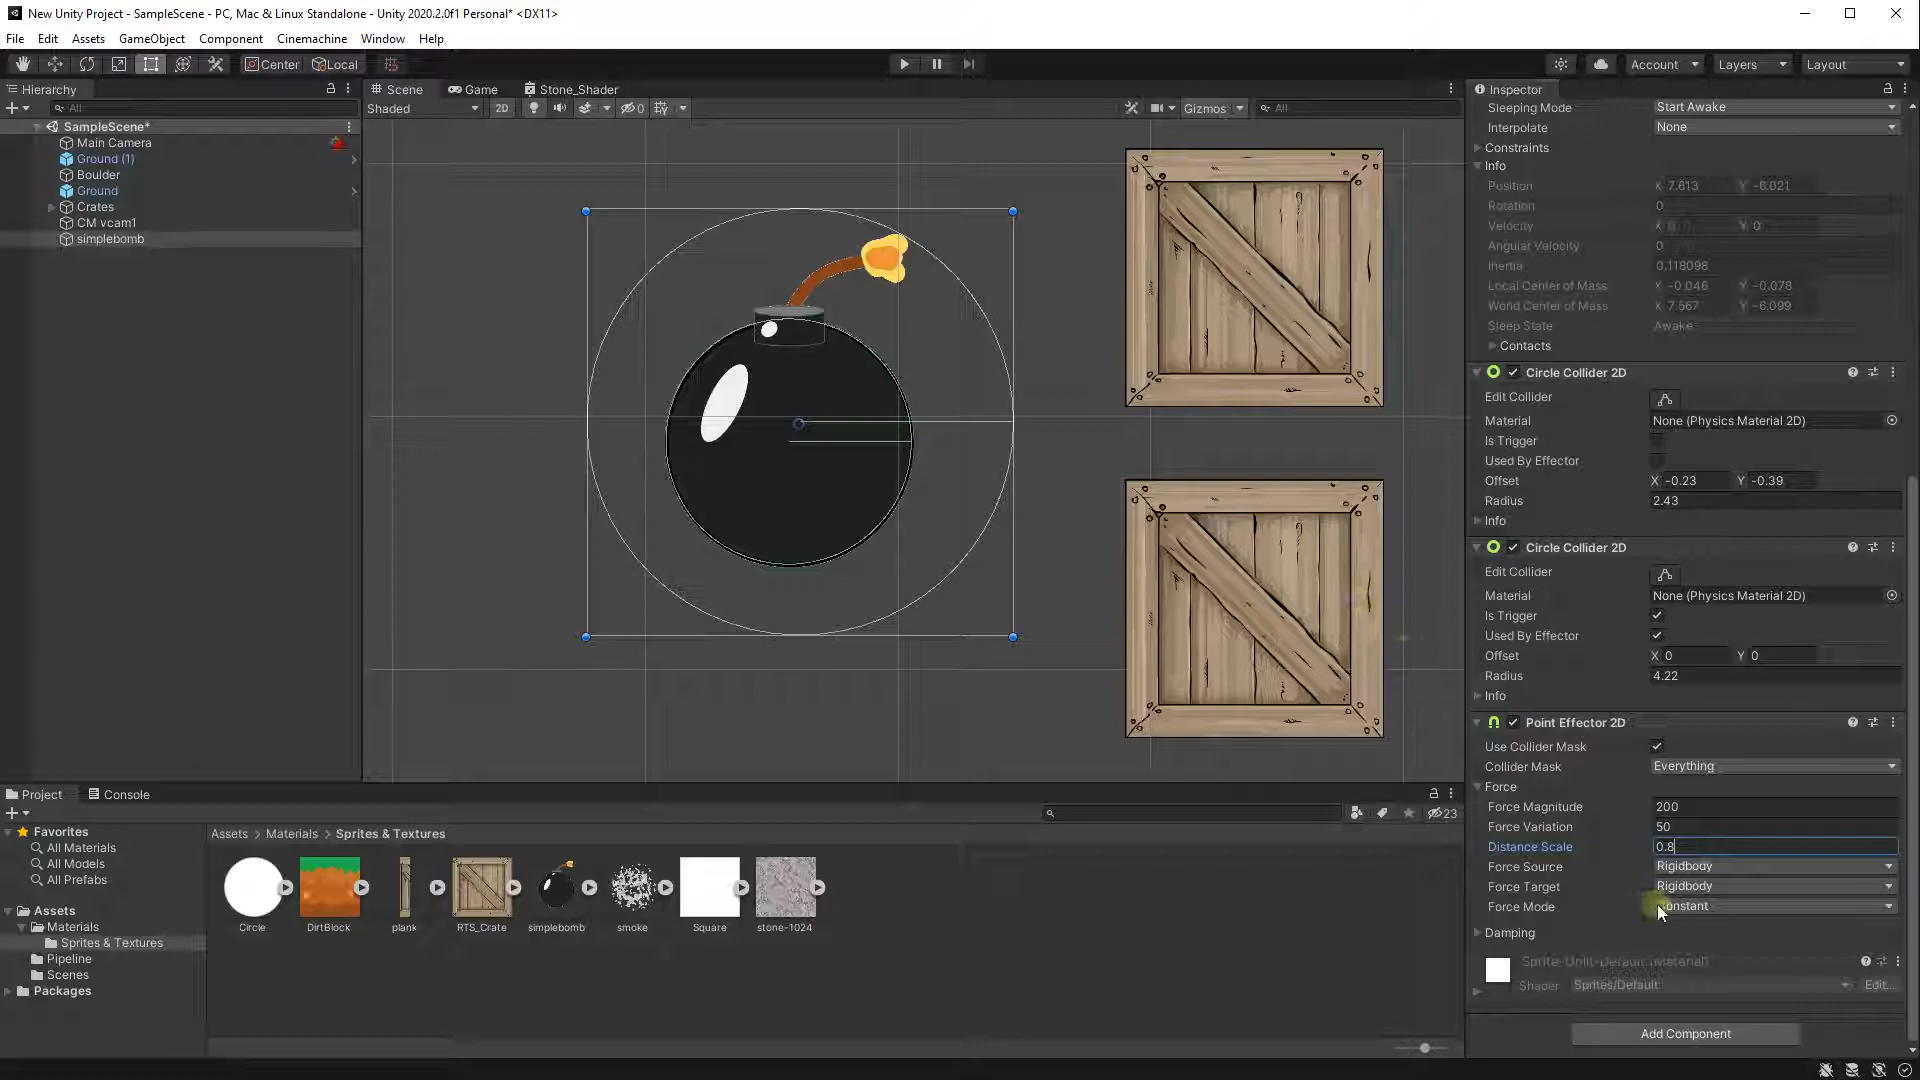 New Unity Project - SampleScene - PC, Mac & Linux Standalone - Unity 2020.2.0f1 Personal* <DX11>
File Edit Assets GameObject Component Cinemachine Window Help
Center Local Account Layers Layout
Hierarchy
All
SampleScene*
Main Camera
Ground (1)
Boulder
Ground
Crates
CM vcam1
simplebomb
Scene Game Stone_Shader
Shaded 2D 0 Gizmos All
Inspector
Sleeping Mode Start Awake
Interpolate None
Constraints
Info
Position X 7.613 Y -6.021
Rotation 0
Velocity X 0 Y 0
Angular Velocity 0
Inertia 0.118098
Local Center of Mass X -0.046 Y -0.078
World Center of Mass X 7.567 Y -6.099
Sleep State Awake
Contacts
Circle Collider 2D
Edit Collider
Material None (Physics Material 2D)
Is Trigger
Used By Effector
Offset X -0.23 Y -0.39
Radius 2.43
Info
Circle Collider 2D
Edit Collider
Material None (Physics Material 2D)
Is Trigger
Used By Effector
Offset X 0 Y 0
Radius 4.22
Info
Point Effector 2D
Use Collider Mask
Collider Mask Everything
Force
Force Magnitude 200
Force Variation 50
Distance Scale 0.8
Force Source Rigidbody
Force Target Rigidbody
Force Mode onstant
Damping
Sprite-Unlit-Default (Material)
Shader Sprites/Default Edit...
Add Component
Project Console
23
Favorites
All Materials
All Models
All Prefabs
Assets
Materials
Sprites & Textures
Pipeline
Scenes
Packages
Assets > Materials > Sprites & Textures
Circle DirtBlock plank RTS_Crate simplebomb smoke Square stone-1024